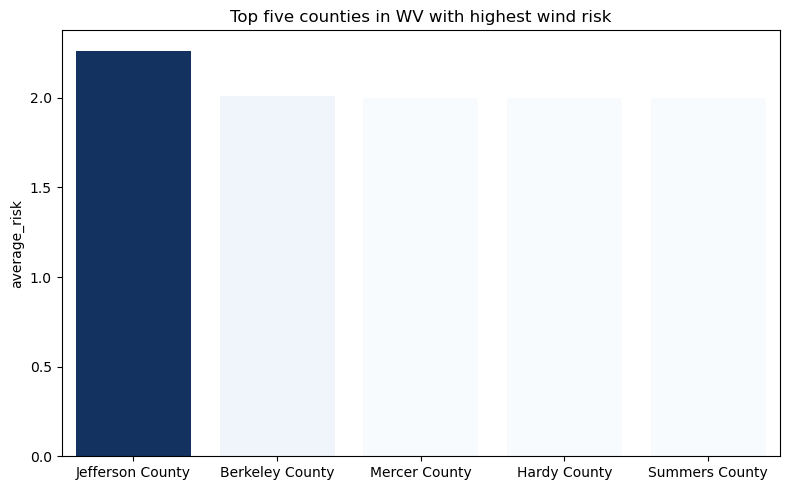 Top five counties in WV with highest wind risk
average_risk
2.0
1.5
1.0
0.5
0.0
Jefferson County
Berkeley County
Mercer County
Hardy County
Summers County